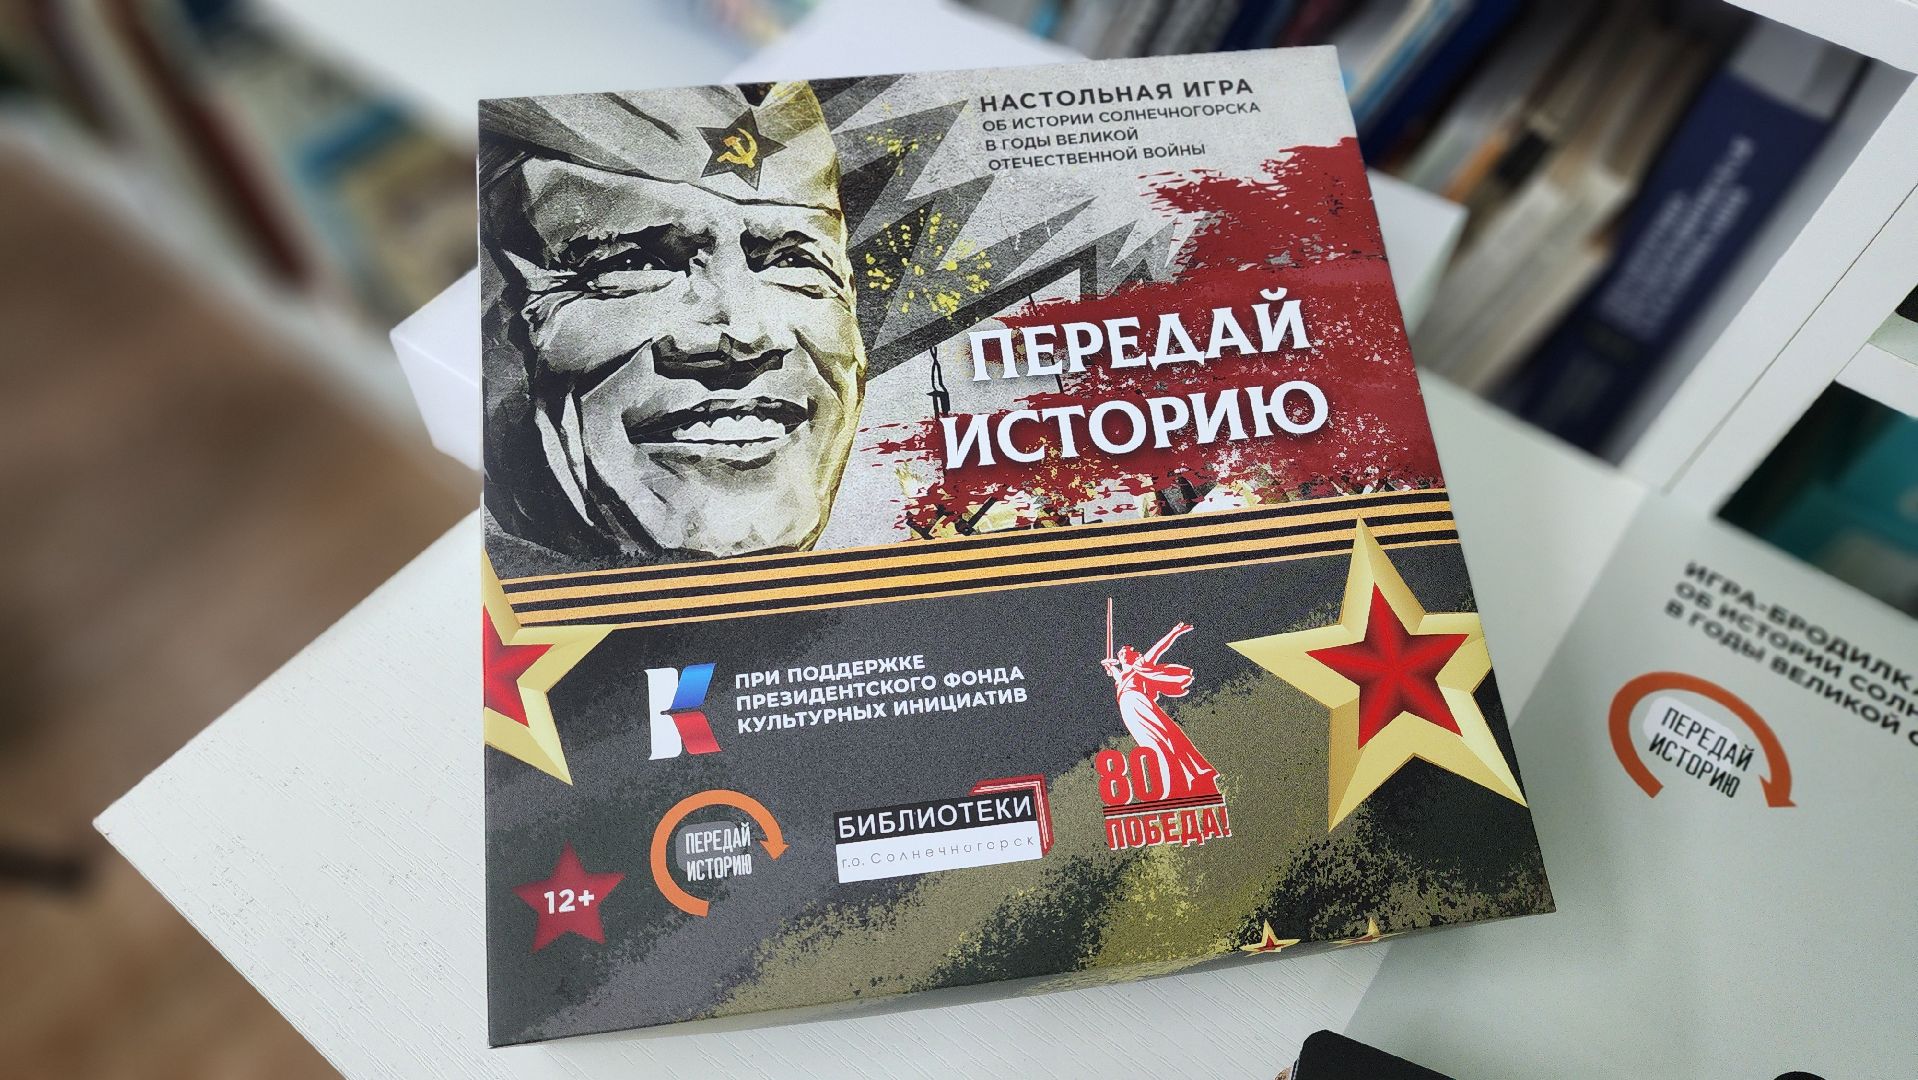 НАСТОЛЬНАЯ ИГРА
ОБ ИСТОРИИ СОЛНЕЧНОГОРСКА
В ГОДЫ ВЕЛИКОЙ
ОТЕЧЕСТВЕННОЙ ВОЙНЫ
ПЕРЕДАЙ
ИСТОРИЮ
ПРИ ПОДДЕРЖКЕ
ПРЕЗИДЕНТСКОГО ФОНДА
КУЛЬТУРНЫХ ИНИЦИАТИВ
80
ПОБЕДА!
БИБЛИОТЕКИ
г.о. Солнечногорск
ПЕРЕДАЙ
ИСТОРИЮ
12+
ИГРА-БРОДИЛКА
ОБ ИСТОРИИ
В ГОДЫ ВЕЛИКОЙ
ПЕРЕДАЙ
ИСТОРИЮ